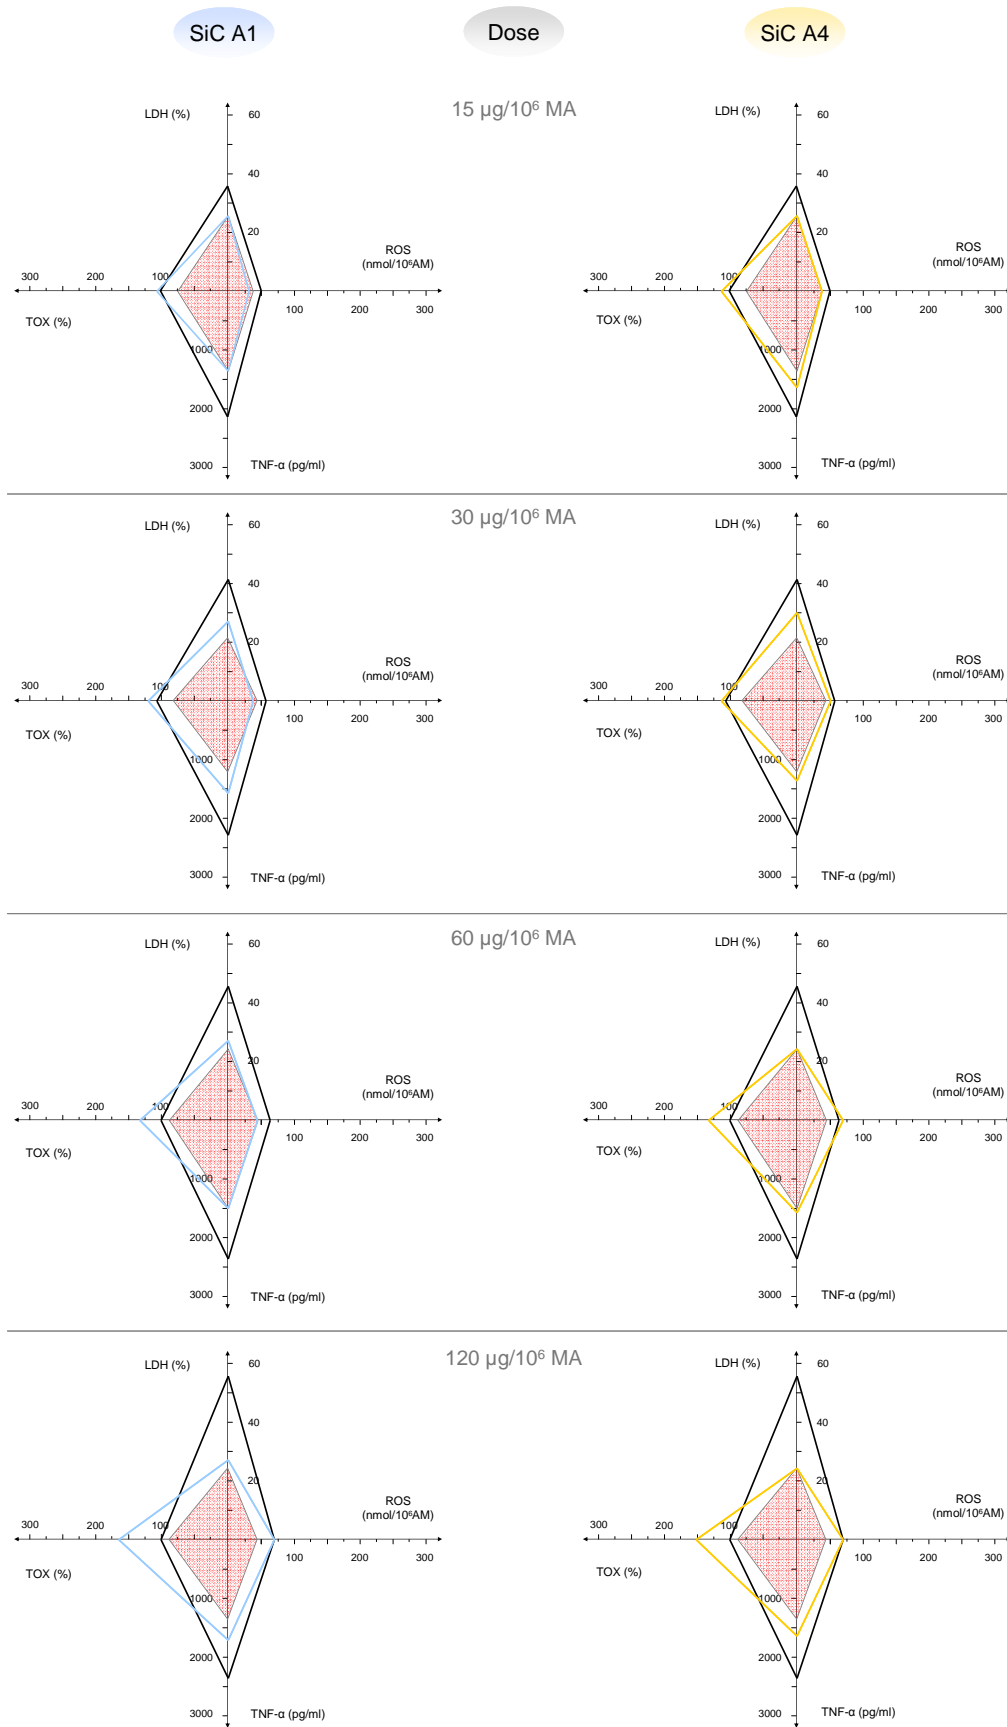 SiC A1 Dose SiC A4
15 µg/10⁶ MA
LDH (%) 60 LDH (%) 60
40 40
20 20
ROS ROS
(nmol/10⁶AM) (nmol/10⁶AM)
300 200 100 100 200 300 300 200 100 100 200 300
TOX (%) TOX (%)
1000 1000
2000 2000
3000 TNF-α (pg/ml) 3000 TNF-α (pg/ml)
30 µg/10⁶ MA
LDH (%) 60 LDH (%) 60
40 40
20 20
ROS ROS
(nmol/10⁶AM) (nmol/10⁶AM)
300 200 100 100 200 300 300 200 100 100 200 300
TOX (%) TOX (%)
1000 1000
2000 2000
3000 TNF-α (pg/ml) 3000 TNF-α (pg/ml)
60 µg/10⁶ MA
LDH (%) 60 LDH (%) 60
40 40
20 20
ROS ROS
(nmol/10⁶AM) (nmol/10⁶AM)
300 200 100 100 200 300 300 200 100 100 200 300
TOX (%) TOX (%)
1000 1000
2000 2000
3000 TNF-α (pg/ml) 3000 TNF-α (pg/ml)
120 µg/10⁶ MA
LDH (%) 60 LDH (%) 60
40 40
20 20
ROS ROS
(nmol/10⁶AM) (nmol/10⁶AM)
300 200 100 100 200 300 300 200 100 100 200 300
TOX (%) TOX (%)
1000 1000
2000 2000
3000 TNF-α (pg/ml) 3000 TNF-α (pg/ml)